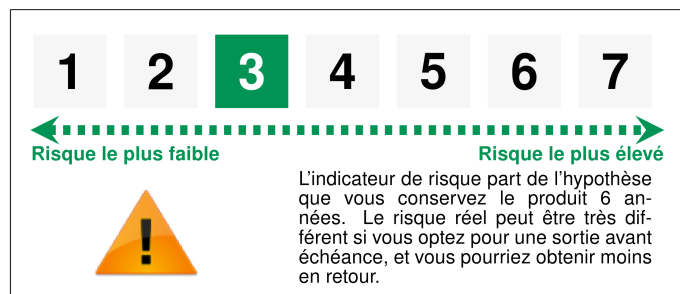 1 2 3 4 5 6 7
Risque le plus faible Risque le plus élevé
L'indicateur de risque part de l'hypothèse
que vous conservez le produit 6 an-
nées. Le risque réel peut être très dif-
férent si vous optez pour une sortie avant
échéance, et vous pourriez obtenir moins
en retour.
!